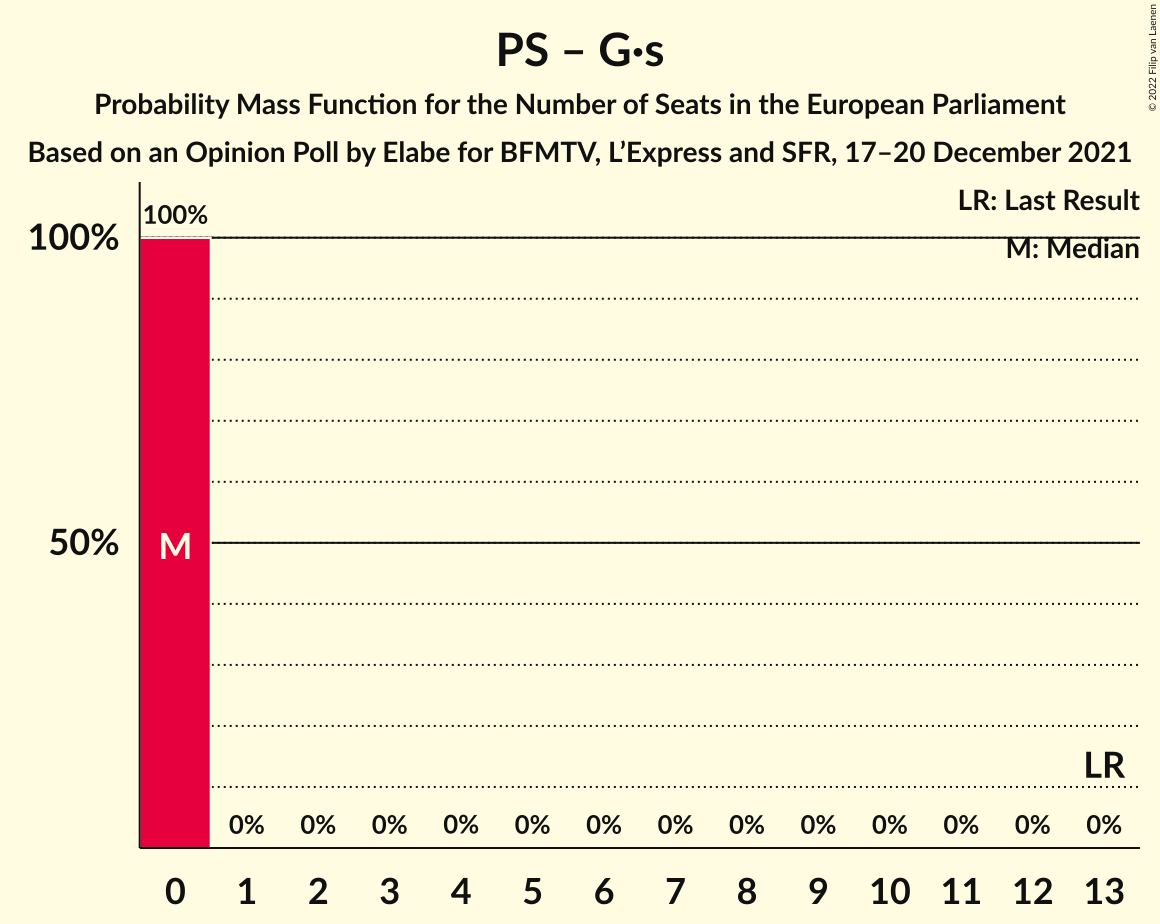 PS – G·s
Probability Mass Function for the Number of Seats in the European Parliament
Based on an Opinion Poll by Elabe for BFMTV, L’Express and SFR, 17–20 December 2021
© 2022 Filip van Laenen
LR: Last Result
M: Median
100%
100%
50%
M
LR
0% 0% 0% 0% 0% 0% 0% 0% 0% 0% 0% 0% 0%
0 1 2 3 4 5 6 7 8 9 10 11 12 13